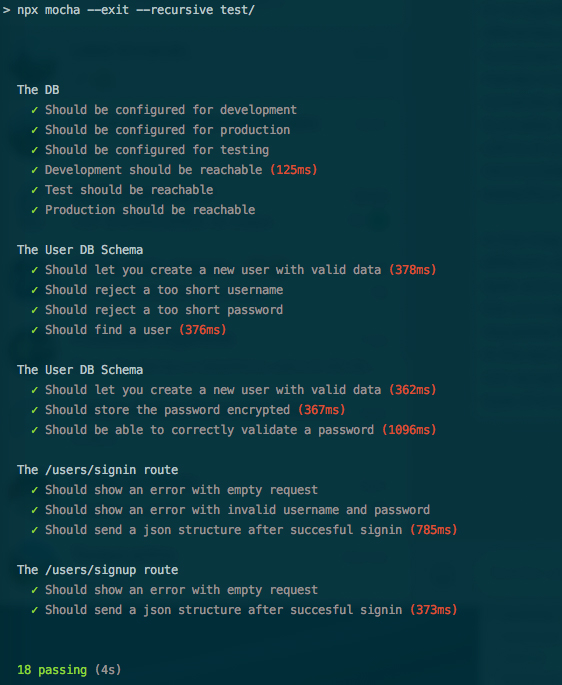 > npx mocha --exit --recursive test/
The DB
✓ Should be configured for development
✓ Should be configured for production
✓ Should be configured for testing
✓ Development should be reachable (125ms)
✓ Test should be reachable
✓ Production should be reachable
The User DB Schema
✓ Should let you create a new user with valid data (378ms)
✓ Should reject a too short username
✓ Should reject a too short password
✓ Should find a user (376ms)
The User DB Schema
✓ Should let you create a new user with valid data (362ms)
✓ Should store the password encrypted (367ms)
✓ Should be able to correctly validate a password (1096ms)
The /users/signin route
✓ Should show an error with empty request
✓ Should show an error with invalid username and password
✓ Should send a json structure after succesful signin (785ms)
The /users/signup route
✓ Should show an error with empty request
✓ Should send a json structure after succesful signin (373ms)
18 passing (4s)